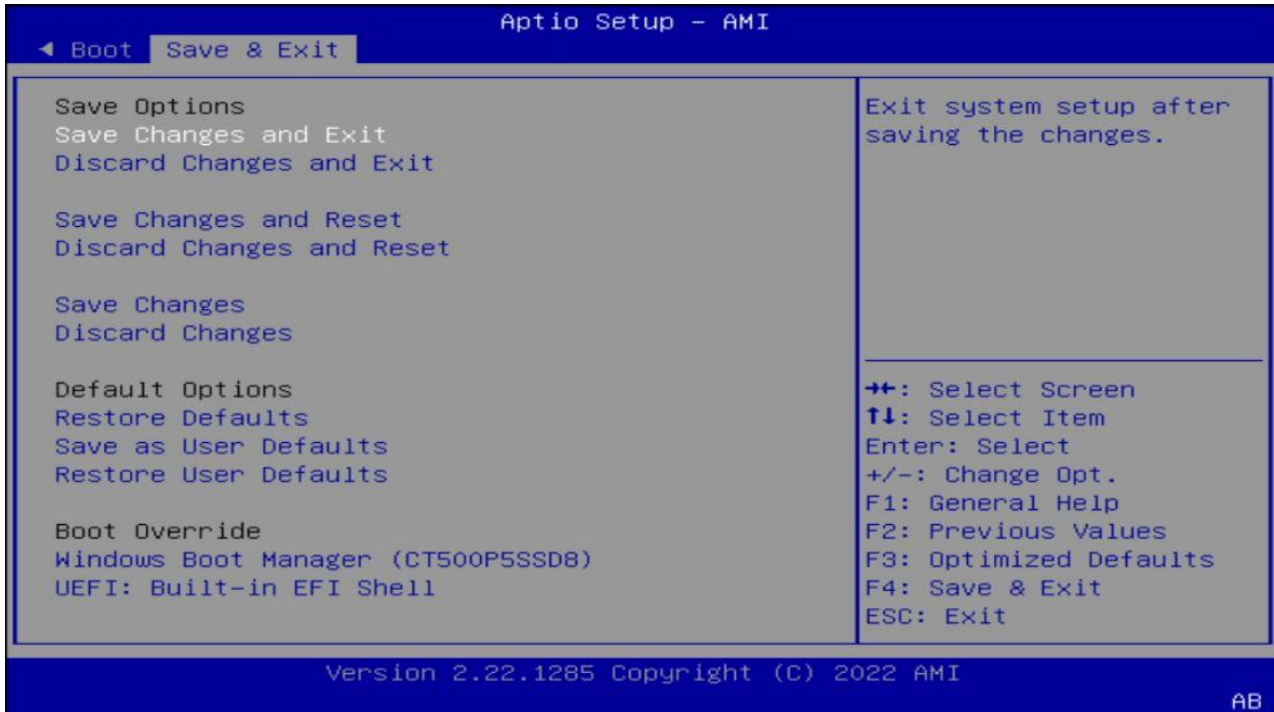 Aptio Setup – AMI
◄ Boot Save & Exit
Save Options
Save Changes and Exit
Discard Changes and Exit
Save Changes and Reset
Discard Changes and Reset
Save Changes
Discard Changes
Default Options
Restore Defaults
Save as User Defaults
Restore User Defaults
Boot Override
Windows Boot Manager (CT500P5SSD8)
UEFI: Built-in EFI Shell
Exit system setup after
saving the changes.
→←: Select Screen
↑↓: Select Item
Enter: Select
+/-: Change Opt.
F1: General Help
F2: Previous Values
F3: Optimized Defaults
F4: Save & Exit
ESC: Exit
Version 2.22.1285 Copyright (C) 2022 AMI
AB